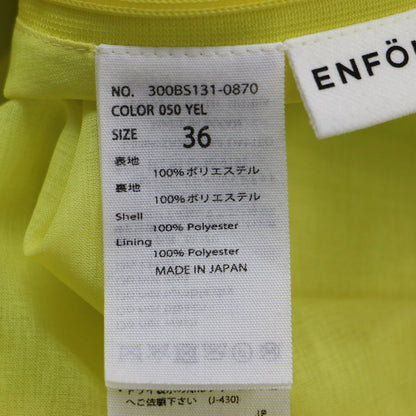 NO. 300BS131-0870
COLOR 050 YEL
SIZE 36
表地
100%ポリエステル
裏地
100%ポリエステル
Shell
100% Polyester
Lining
100% Polyester
MADE IN JAPAN
ENFÖ
へご依頼下さい (J-430)